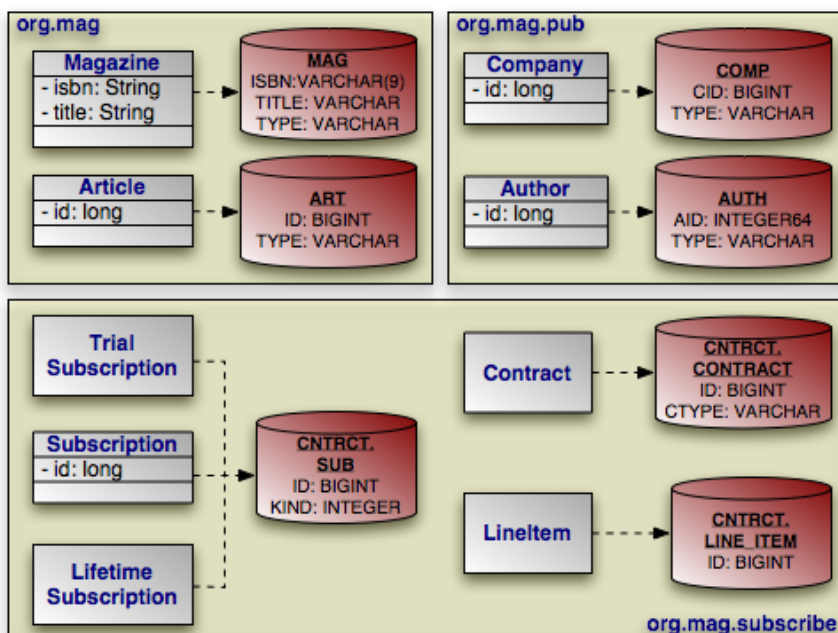 org.mag
Magazine
- isbn: String
- title: String
MAG
ISBN:VARCHAR(9)
TITLE: VARCHAR
TYPE: VARCHAR
Article
- id: long
ART
ID: BIGINT
TYPE: VARCHAR
org.mag.pub
Company
- id: long
COMP
CID: BIGINT
TYPE: VARCHAR
Author
- id: long
AUTH
AID: INTEGER64
TYPE: VARCHAR
Trial
Subscription
Subscription
- id: long
Lifetime
Subscription
CNTRCT.
SUB
ID: BIGINT
KIND: INTEGER
Contract
CNTRCT.
CONTRACT
ID: BIGINT
CTYPE: VARCHAR
LineItem
CNTRCT.
LINE_ITEM
ID: BIGINT
org.mag.subscribe